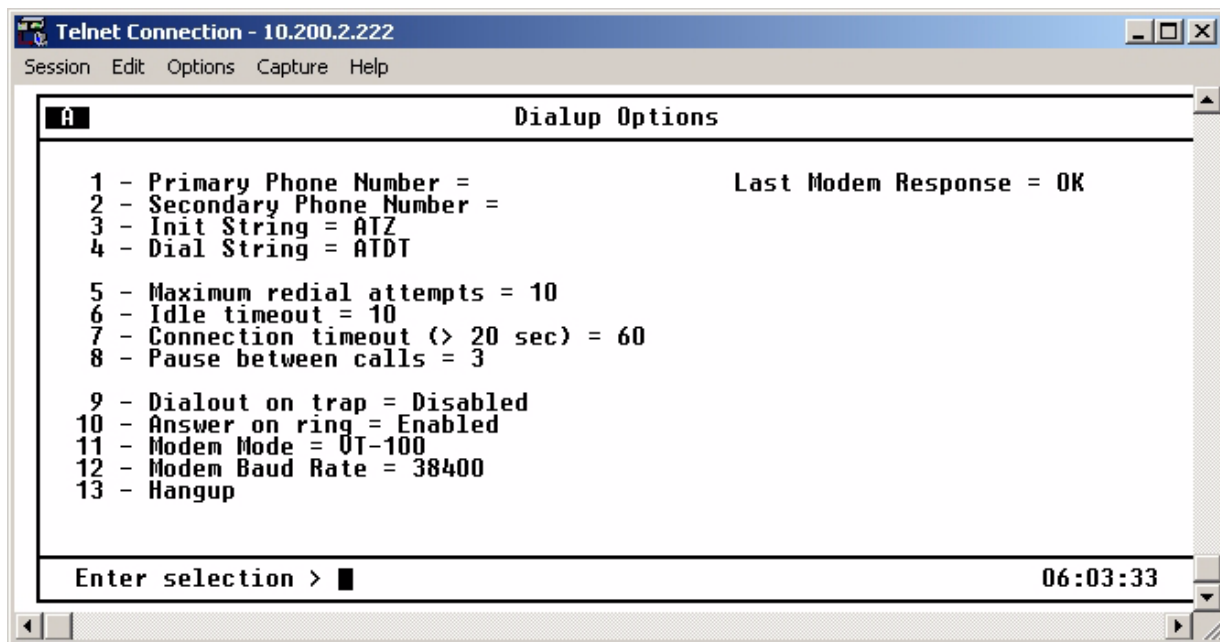 Telnet Connection - 10.200.2.222
Session Edit Options Capture Help
A Dialup Options
1 - Primary Phone Number = Last Modem Response = OK
2 - Secondary Phone Number =
3 - Init String = ATZ
4 - Dial String = ATDT
5 - Maximum redial attempts = 10
6 - Idle timeout = 10
7 - Connection timeout (> 20 sec) = 60
8 - Pause between calls = 3
9 - Dialout on trap = Disabled
10 - Answer on ring = Enabled
11 - Modem Mode = VT-100
12 - Modem Baud Rate = 38400
13 - Hangup
Enter selection > 06:03:33